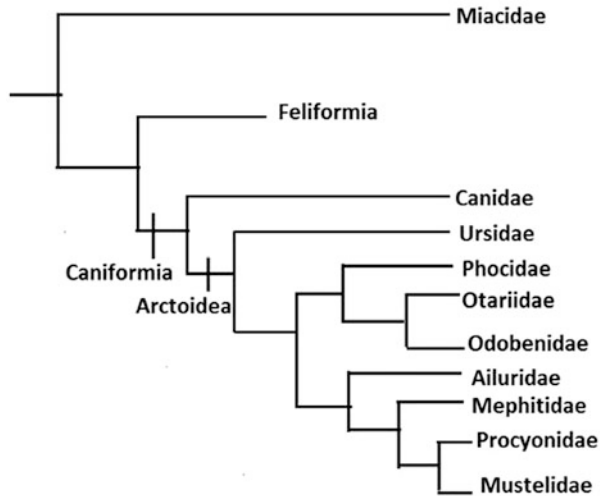 Miacidae
Feliformia
Canidae
Ursidae
Caniformia
Phocidae
Arctoidea
Otariidae
Odobenidae
Ailuridae
Mephitidae
Procyonidae
Mustelidae